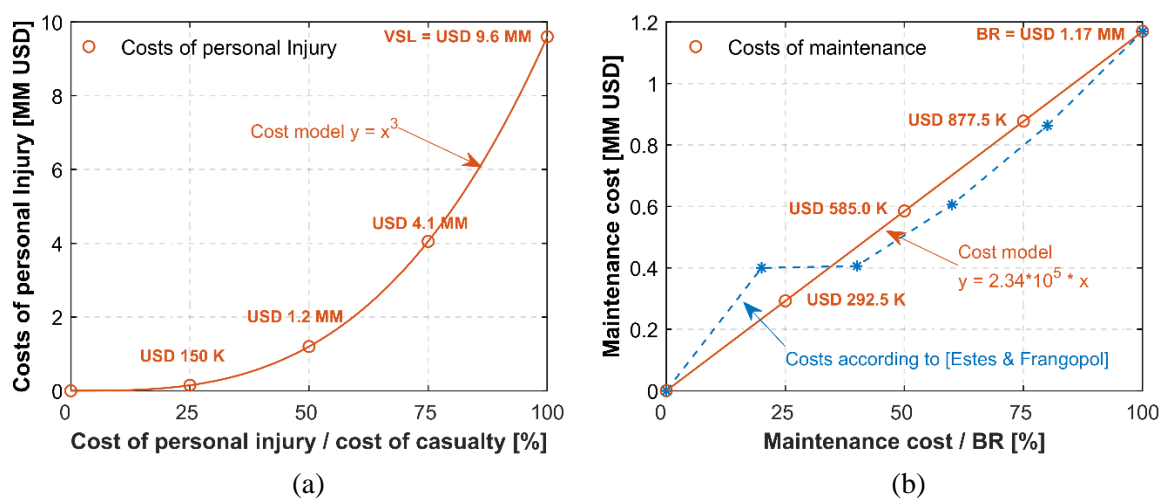 Costs of personal Injury [MM USD]
10
8
6
4
2
0
Costs of personal Injury
VSL = USD 9.6 MM
Cost model y = x³
USD 4.1 MM
USD 1.2 MM
USD 150 K
0 25 50 75 100
Cost of personal injury / cost of casualty [%]
(a)
Maintenance cost [MM USD]
1.2
1
0.8
0.6
0.4
0.2
0
Costs of maintenance
BR = USD 1.17 MM
USD 877.5 K
USD 585.0 K
Cost model
y = 2.34*10⁵ * x
USD 292.5 K
Costs according to [Estes & Frangopol]
0 25 50 75 100
Maintenance cost / BR [%]
(b)